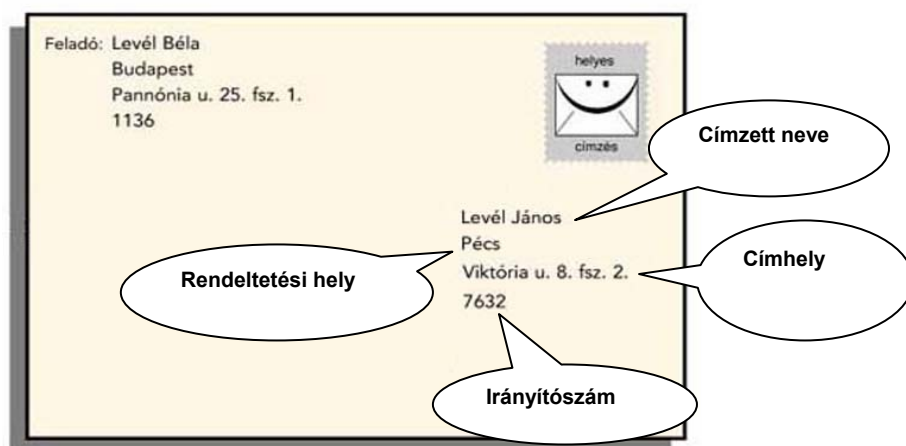 Feladó: Levél Béla
Budapest
Pannónia u. 25. fsz. 1.
1136
helyes
címzés
Címzett neve
Levél János
Pécs
Viktória u. 8. fsz. 2.
7632
Rendeltetési hely
Címhely
Irányítószám